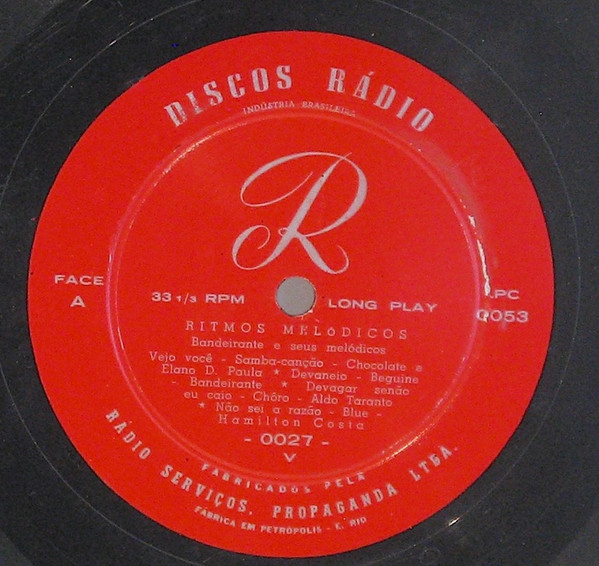 DISCOS RÁDIO
INDÚSTRIA BRASILEIRA
R
FACE
A
33 1/3 RPM
LONG PLAY
LPC
0053
RITMOS MELÓDICOS
Bandeirante e seus melódicos
Vejo você - Samba-canção - Chocolate e
Elano D. Paula * Devaneio - Beguine
- Bandeirante * Devagar senão
eu caio - Chôro - Aldo Taranto
* Não sei a razão - Blue -
Hamilton Costa
- 0027 -
V
FABRICADOS PELA
RÁDIO SERVIÇOS, PROPAGANDA LTDA.
FÁBRICA EM PETRÓPOLIS - E. RIO